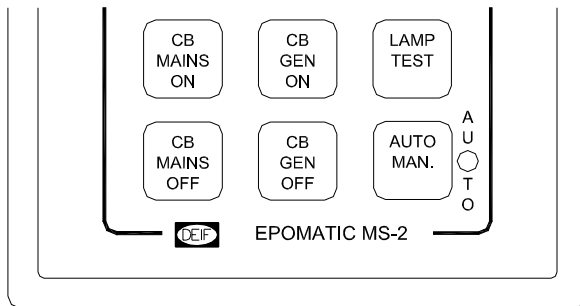 CB
MAINS
ON
CB
GEN
ON
LAMP
TEST
CB
MAINS
OFF
CB
GEN
OFF
AUTO
MAN.
AUTO
DEIF
EPOMATIC MS-2